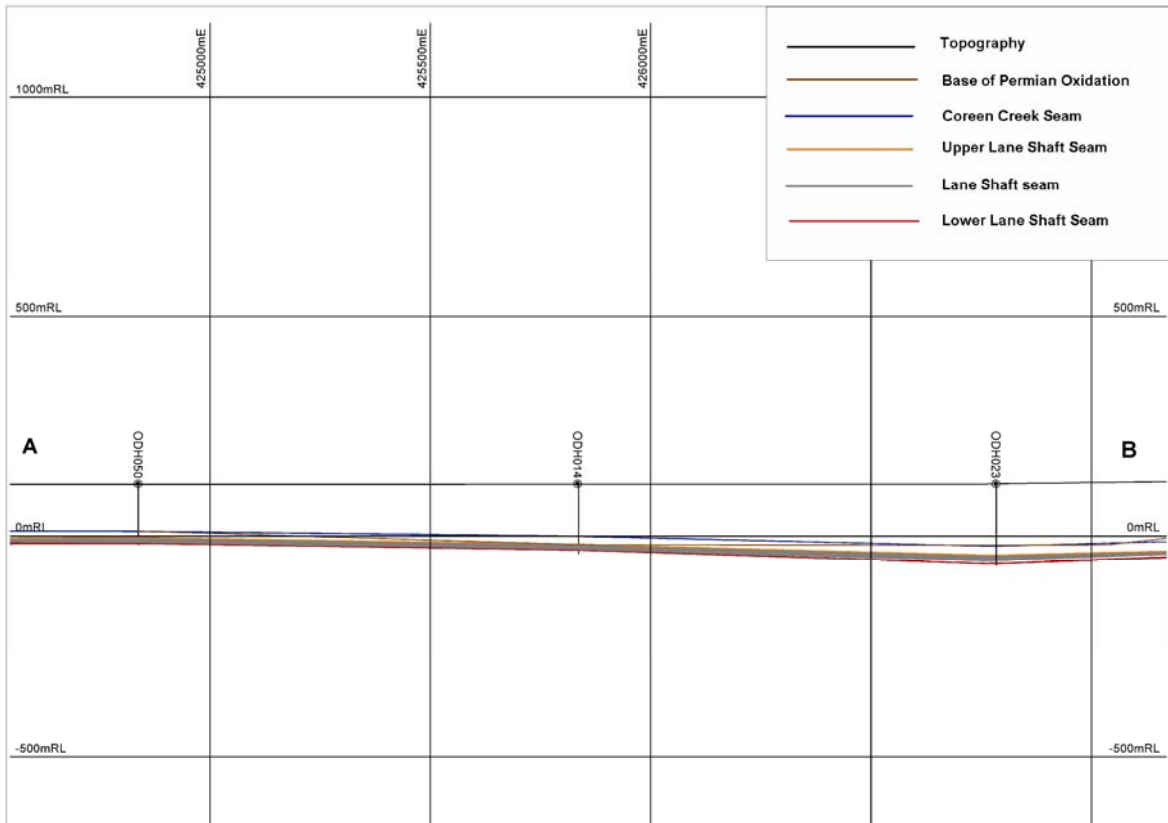 425000mE
425500mE
426000mE
Topography
Base of Permian Oxidation
Coreen Creek Seam
Upper Lane Shaft Seam
Lane Shaft seam
Lower Lane Shaft Seam
1000mRL
500mRL
500mRL
A
ODH050
ODH014
ODH023
B
0mRL
0mRL
-500mRL
-500mRL